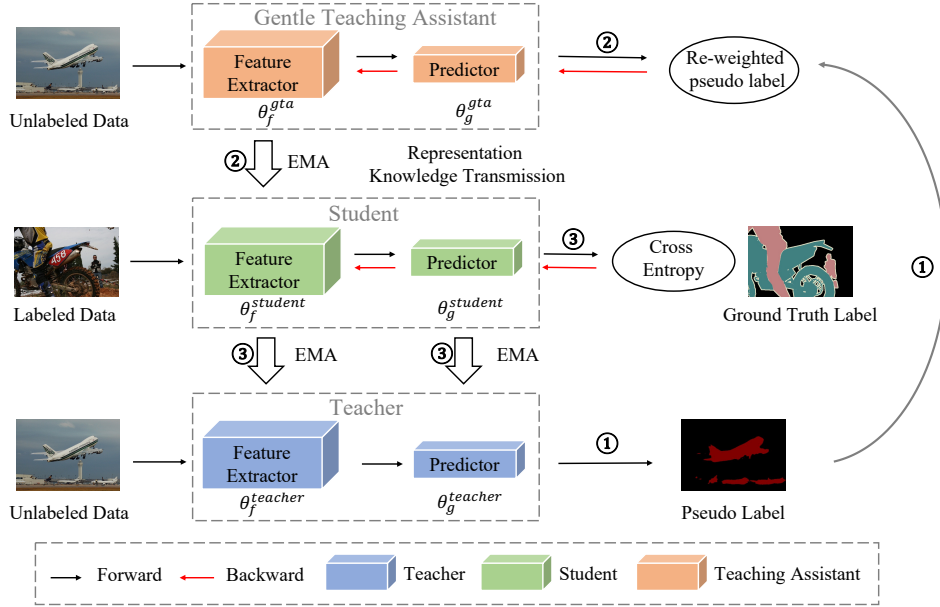 Gentle Teaching Assistant
Unlabeled Data
Feature
Extractor
Predictor
②
Re-weighted
pseudo label
θ_f^{gta}
θ_g^{gta}
② EMA
Representation
Knowledge Transmission
①
Student
Labeled Data
458
Feature
Extractor
Predictor
③
Cross
Entropy
Ground Truth Label
θ_f^{student}
θ_g^{student}
③ EMA
③ EMA
Teacher
Unlabeled Data
Feature
Extractor
Predictor
①
Pseudo Label
θ_f^{teacher}
θ_g^{teacher}
Forward
Backward
Teacher
Student
Teaching Assistant